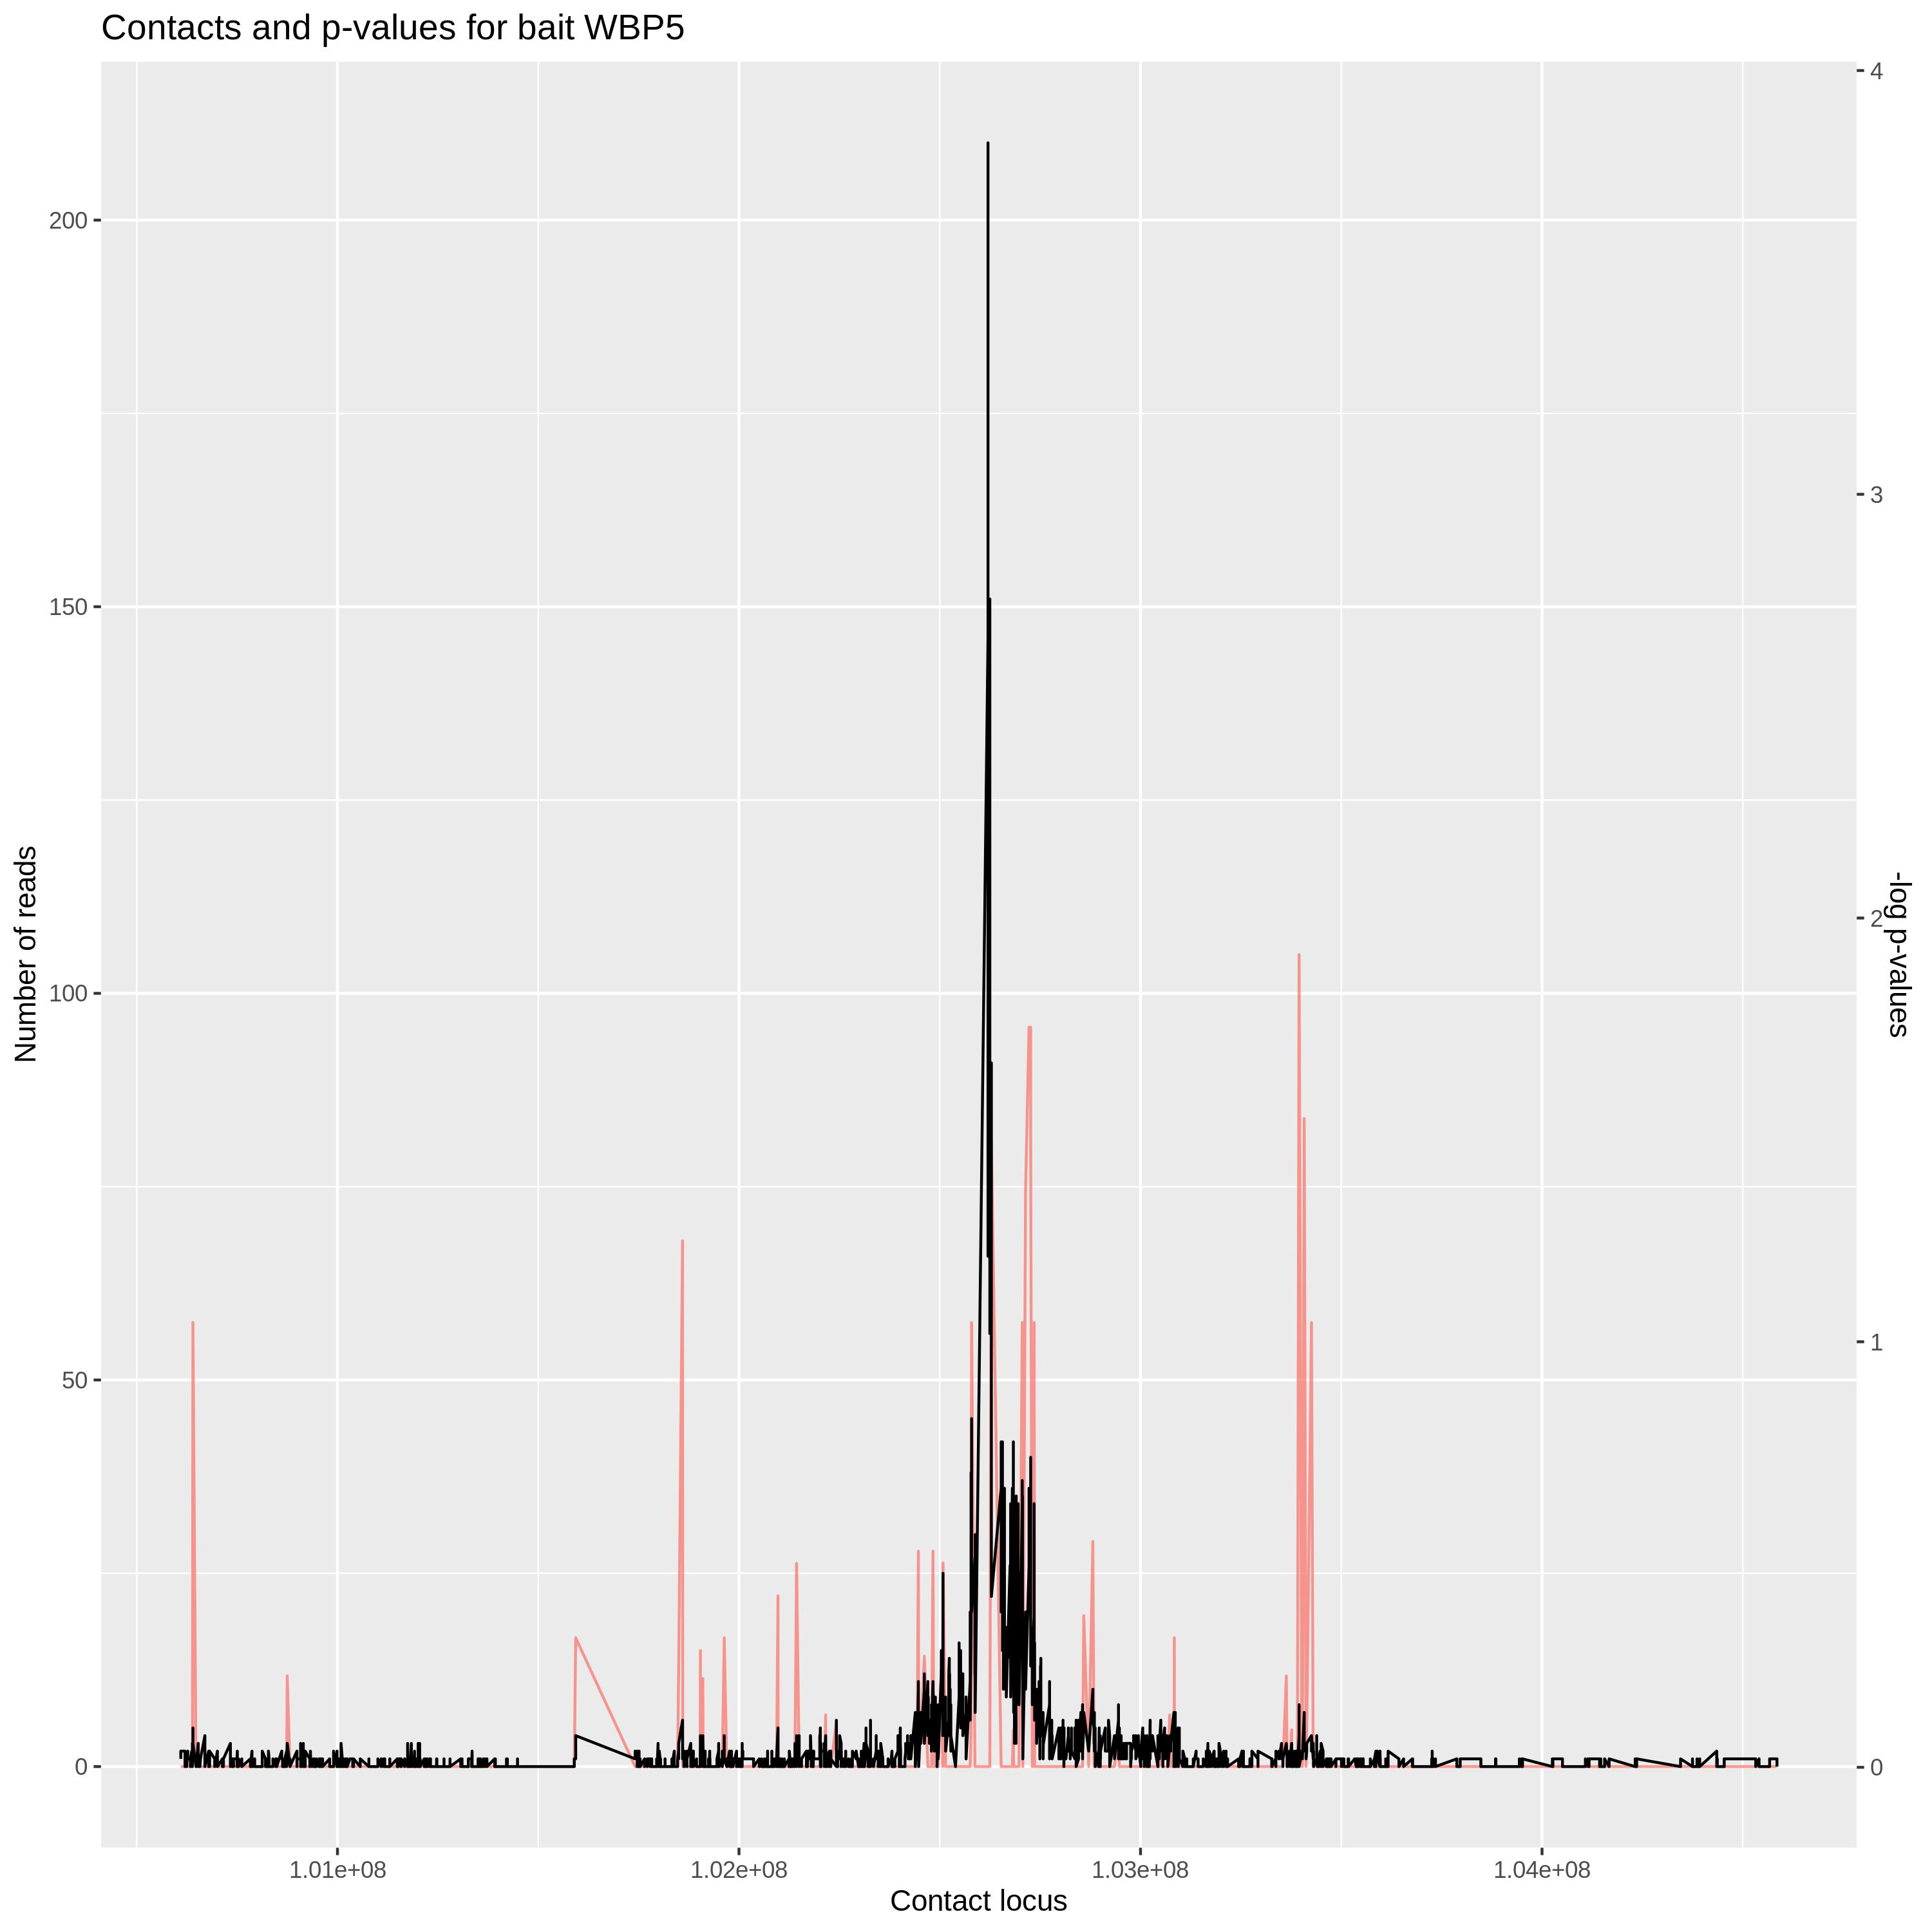 Contacts and p-values for bait WBP5
4
3
2
1
0
200
150
100
50
0
Number of reads
-log p-values
1.01e+08 1.02e+08 1.03e+08 1.04e+08
Contact locus